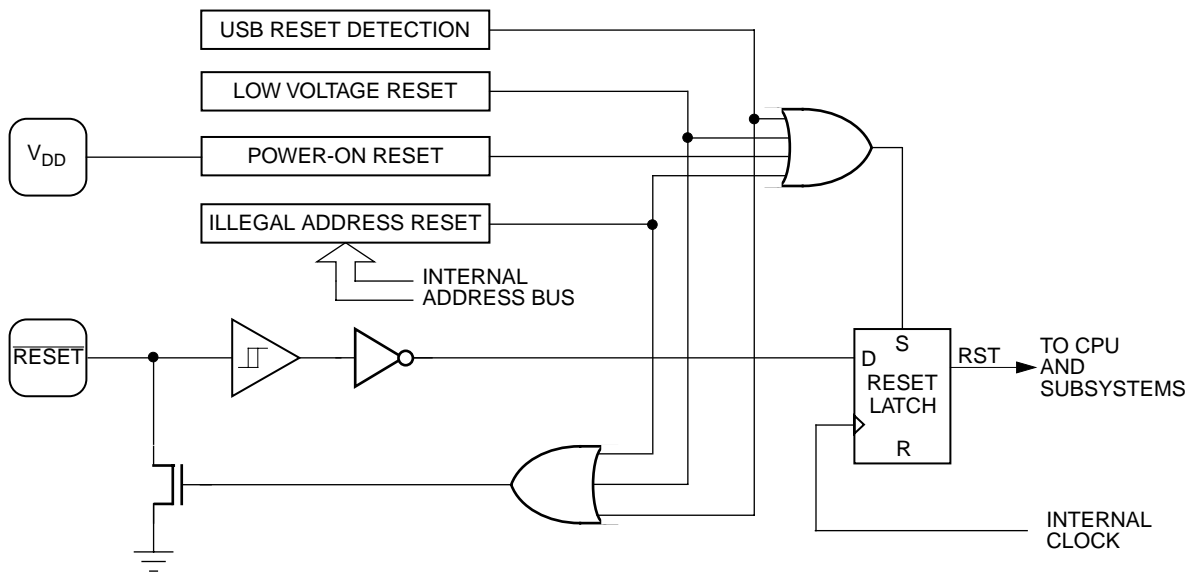 USB RESET DETECTION
LOW VOLTAGE RESET
V_DD
POWER-ON RESET
ILLEGAL ADDRESS RESET
INTERNAL
ADDRESS BUS
RESET
D
S
RESET
LATCH
R
RST
TO CPU
AND
SUBSYSTEMS
INTERNAL
CLOCK